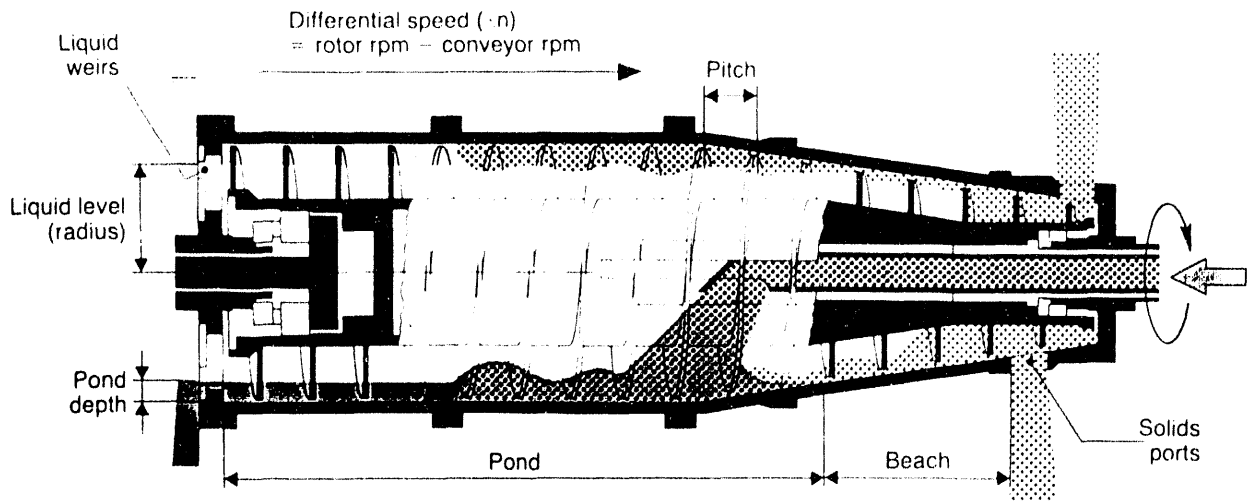 Differential speed (·n)
= rotor rpm – conveyor rpm
Liquid
weirs
Pitch
Liquid level
(radius)
Pond
depth
Solids
ports
Pond
Beach